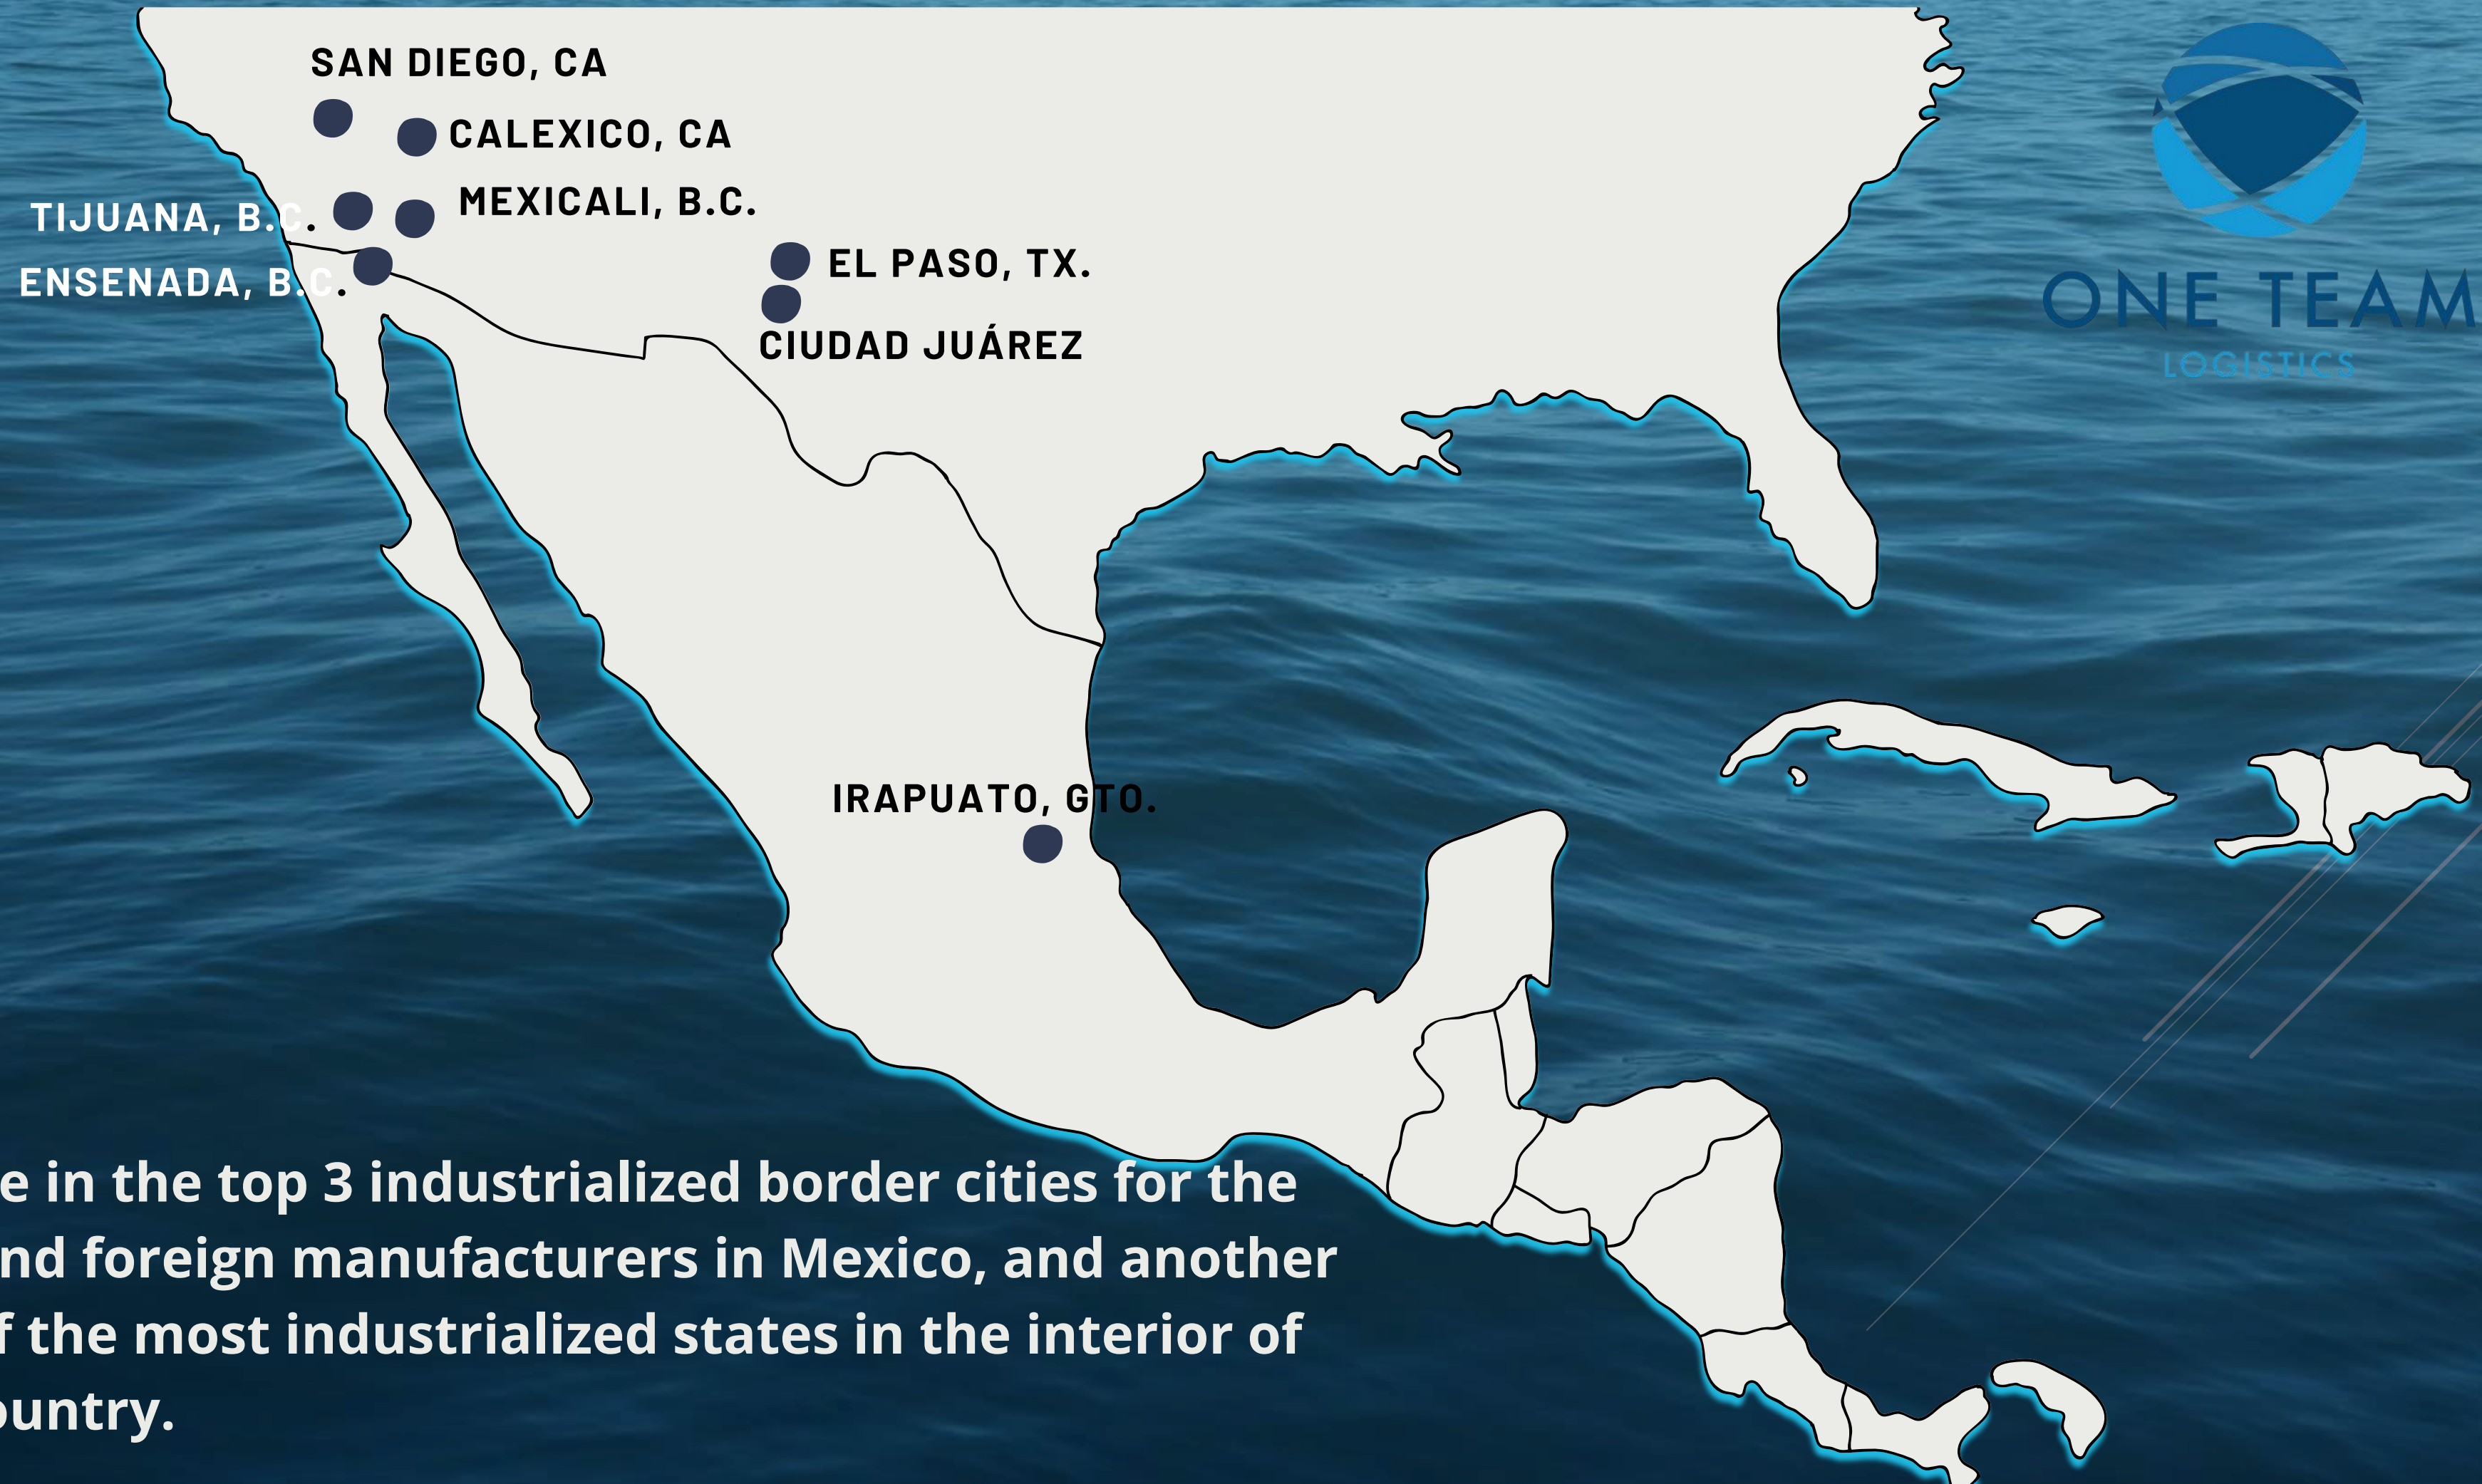 SAN DIEGO, CA
CALEXICO, CA
MEXICALI, B.C.
TIJUANA, B.C.
ENSENADA, B.C.
EL PASO, TX.
CIUDAD JUÁREZ
IRAPUATO, GTO.
ONE TEAM
LOGISTICS
e in the top 3 industrialized border cities for the
nd foreign manufacturers in Mexico, and another
f the most industrialized states in the interior of
ountry.